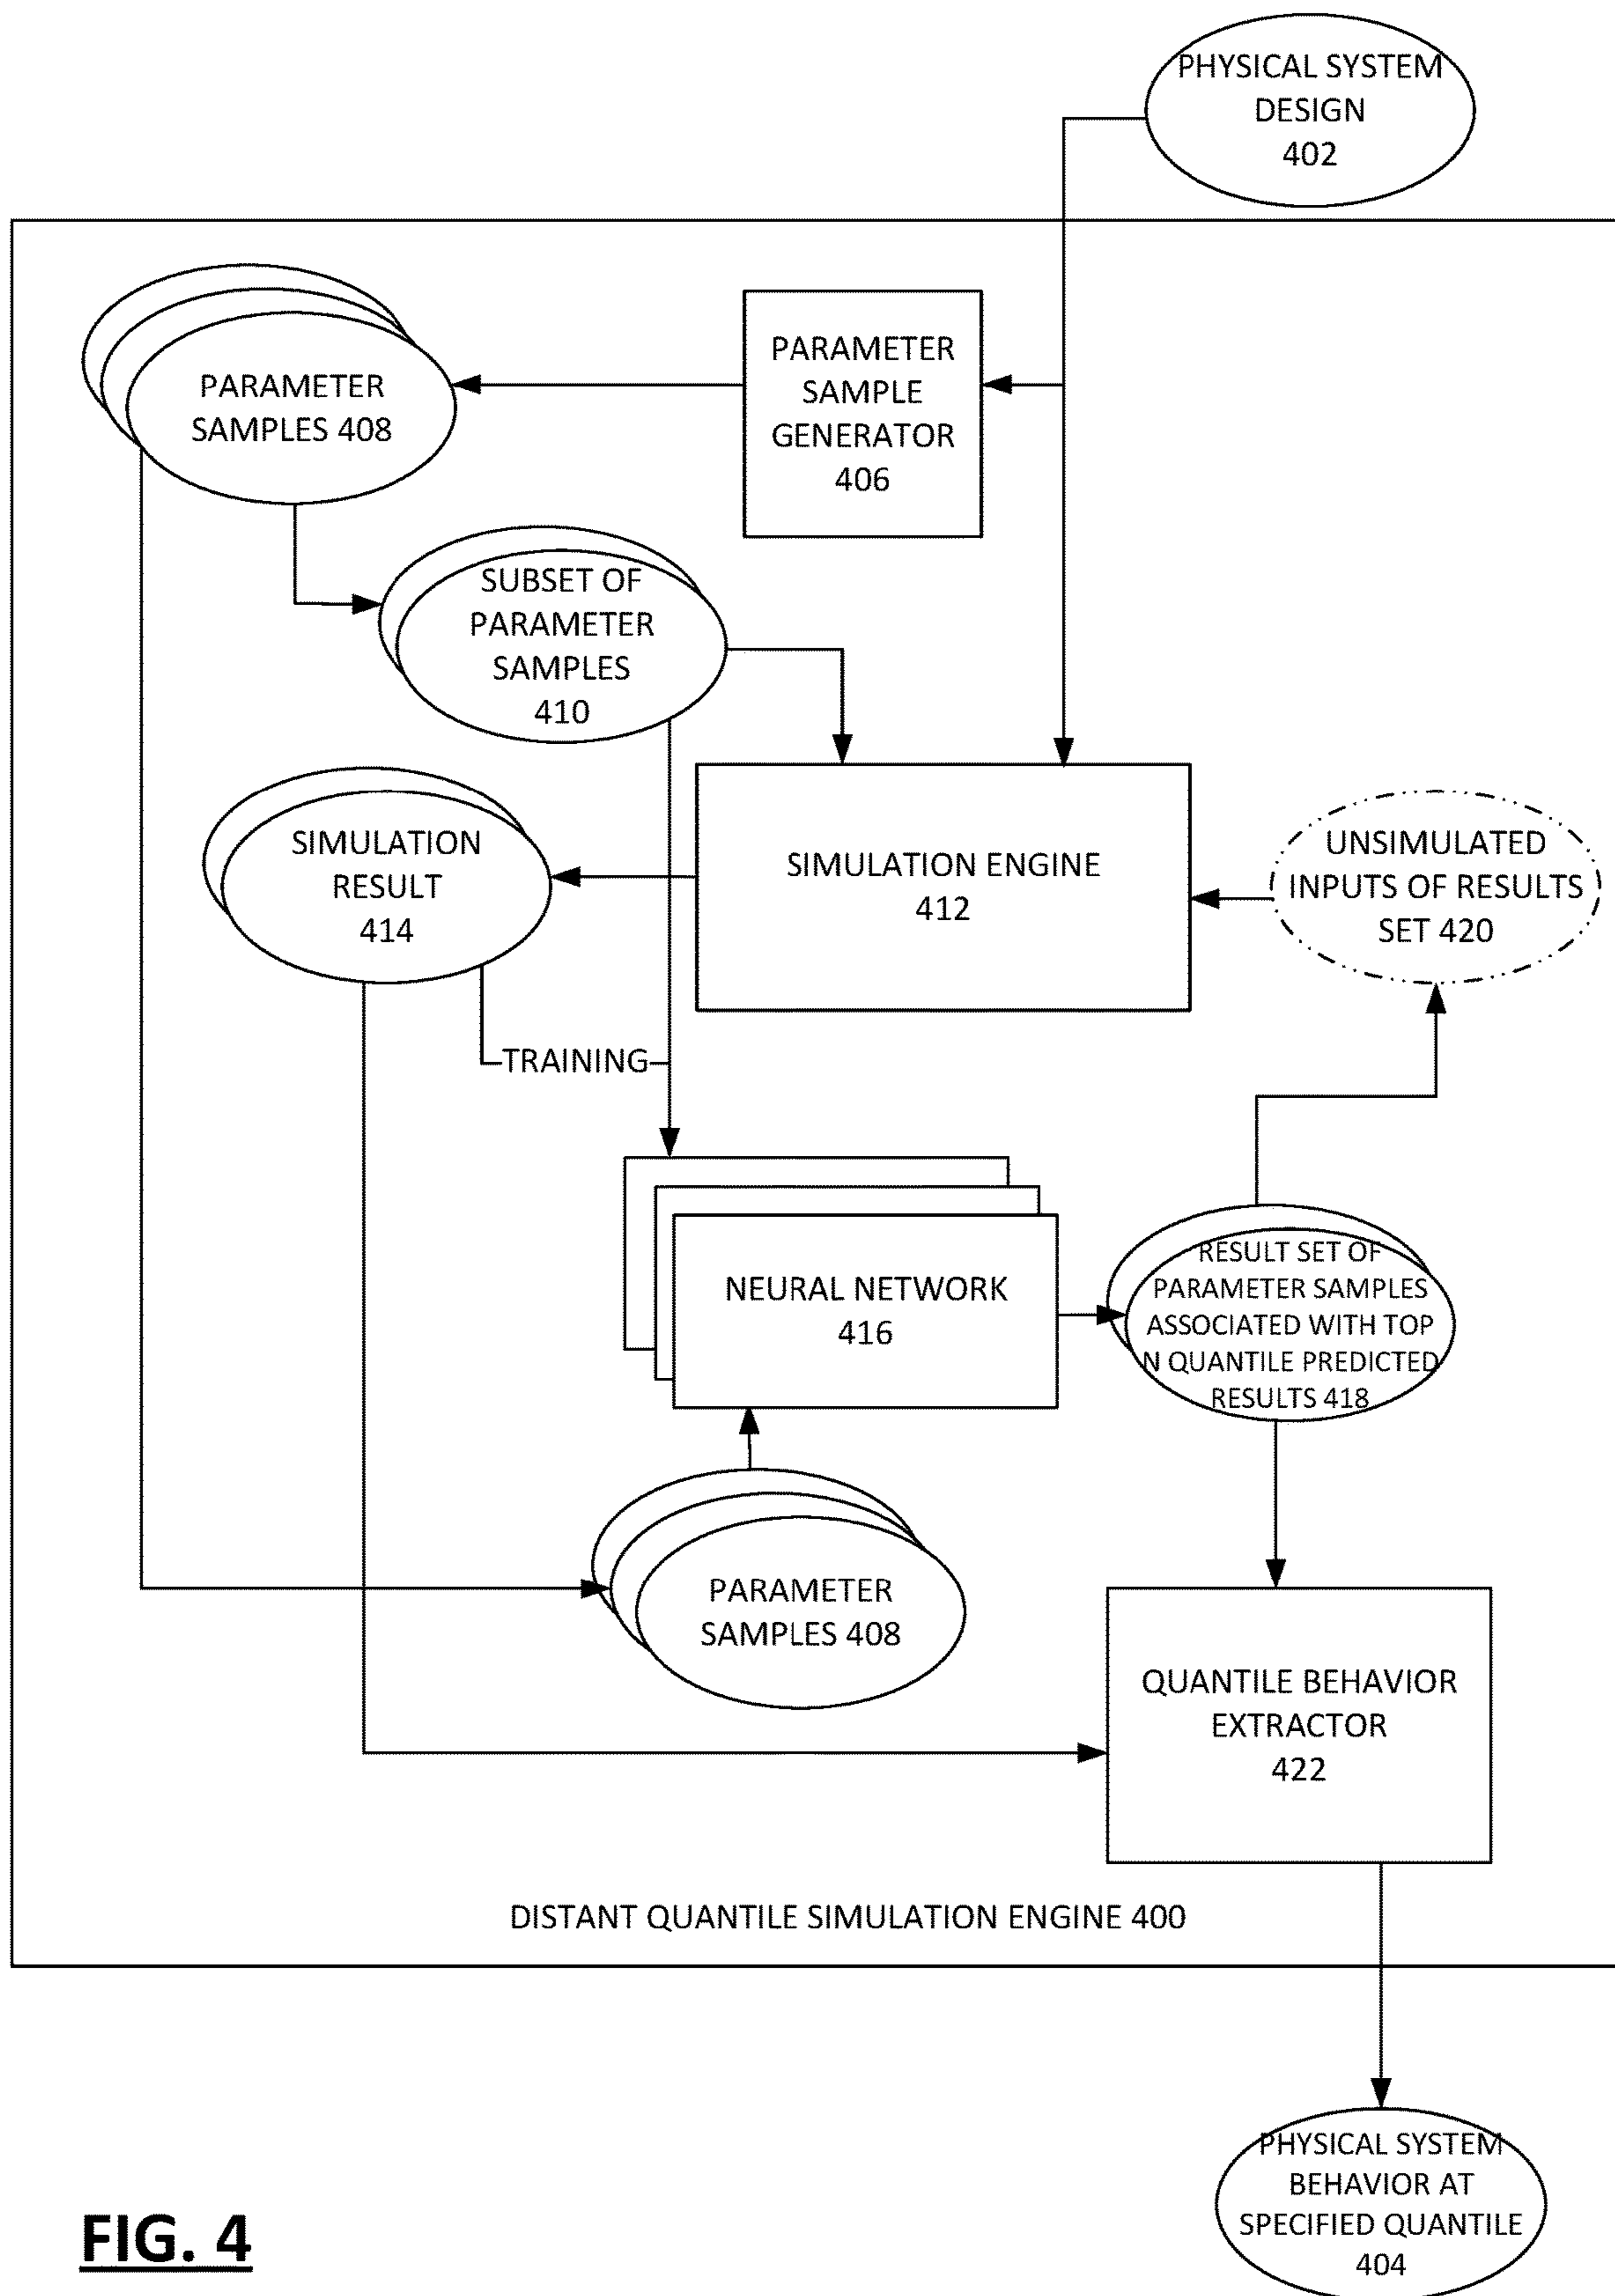 PHYSICAL SYSTEM
DESIGN
402
PARAMETER
SAMPLE
GENERATOR
406
PARAMETER
SAMPLES 408
SUBSET OF
PARAMETER
SAMPLES
410
SIMULATION
RESULT
414
SIMULATION ENGINE
412
UNSIMULATED
INPUTS OF RESULTS
SET 420
TRAINING
NEURAL NETWORK
416
RESULT SET OF
PARAMETER SAMPLES
ASSOCIATED WITH TOP
N QUANTILE PREDICTED
RESULTS 418
PARAMETER
SAMPLES 408
QUANTILE BEHAVIOR
EXTRACTOR
422
DISTANT QUANTILE SIMULATION ENGINE 400
PHYSICAL SYSTEM
BEHAVIOR AT
SPECIFIED QUANTILE
404
FIG. 4